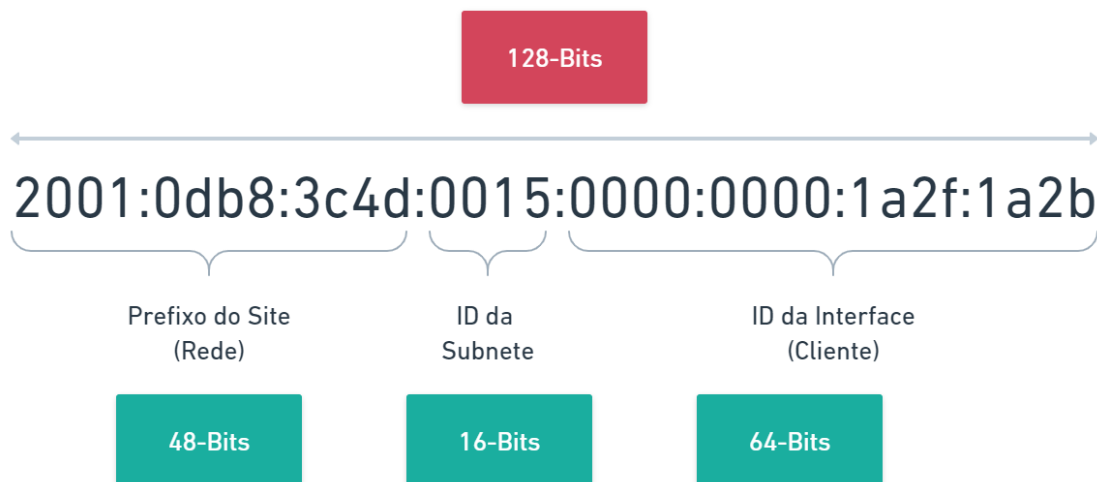 128-Bits
2001:0db8:3c4d:0015:0000:0000:1a2f:1a2b
Prefixo do Site
(Rede)
ID da
Subnete
ID da Interface
(Cliente)
48-Bits
16-Bits
64-Bits